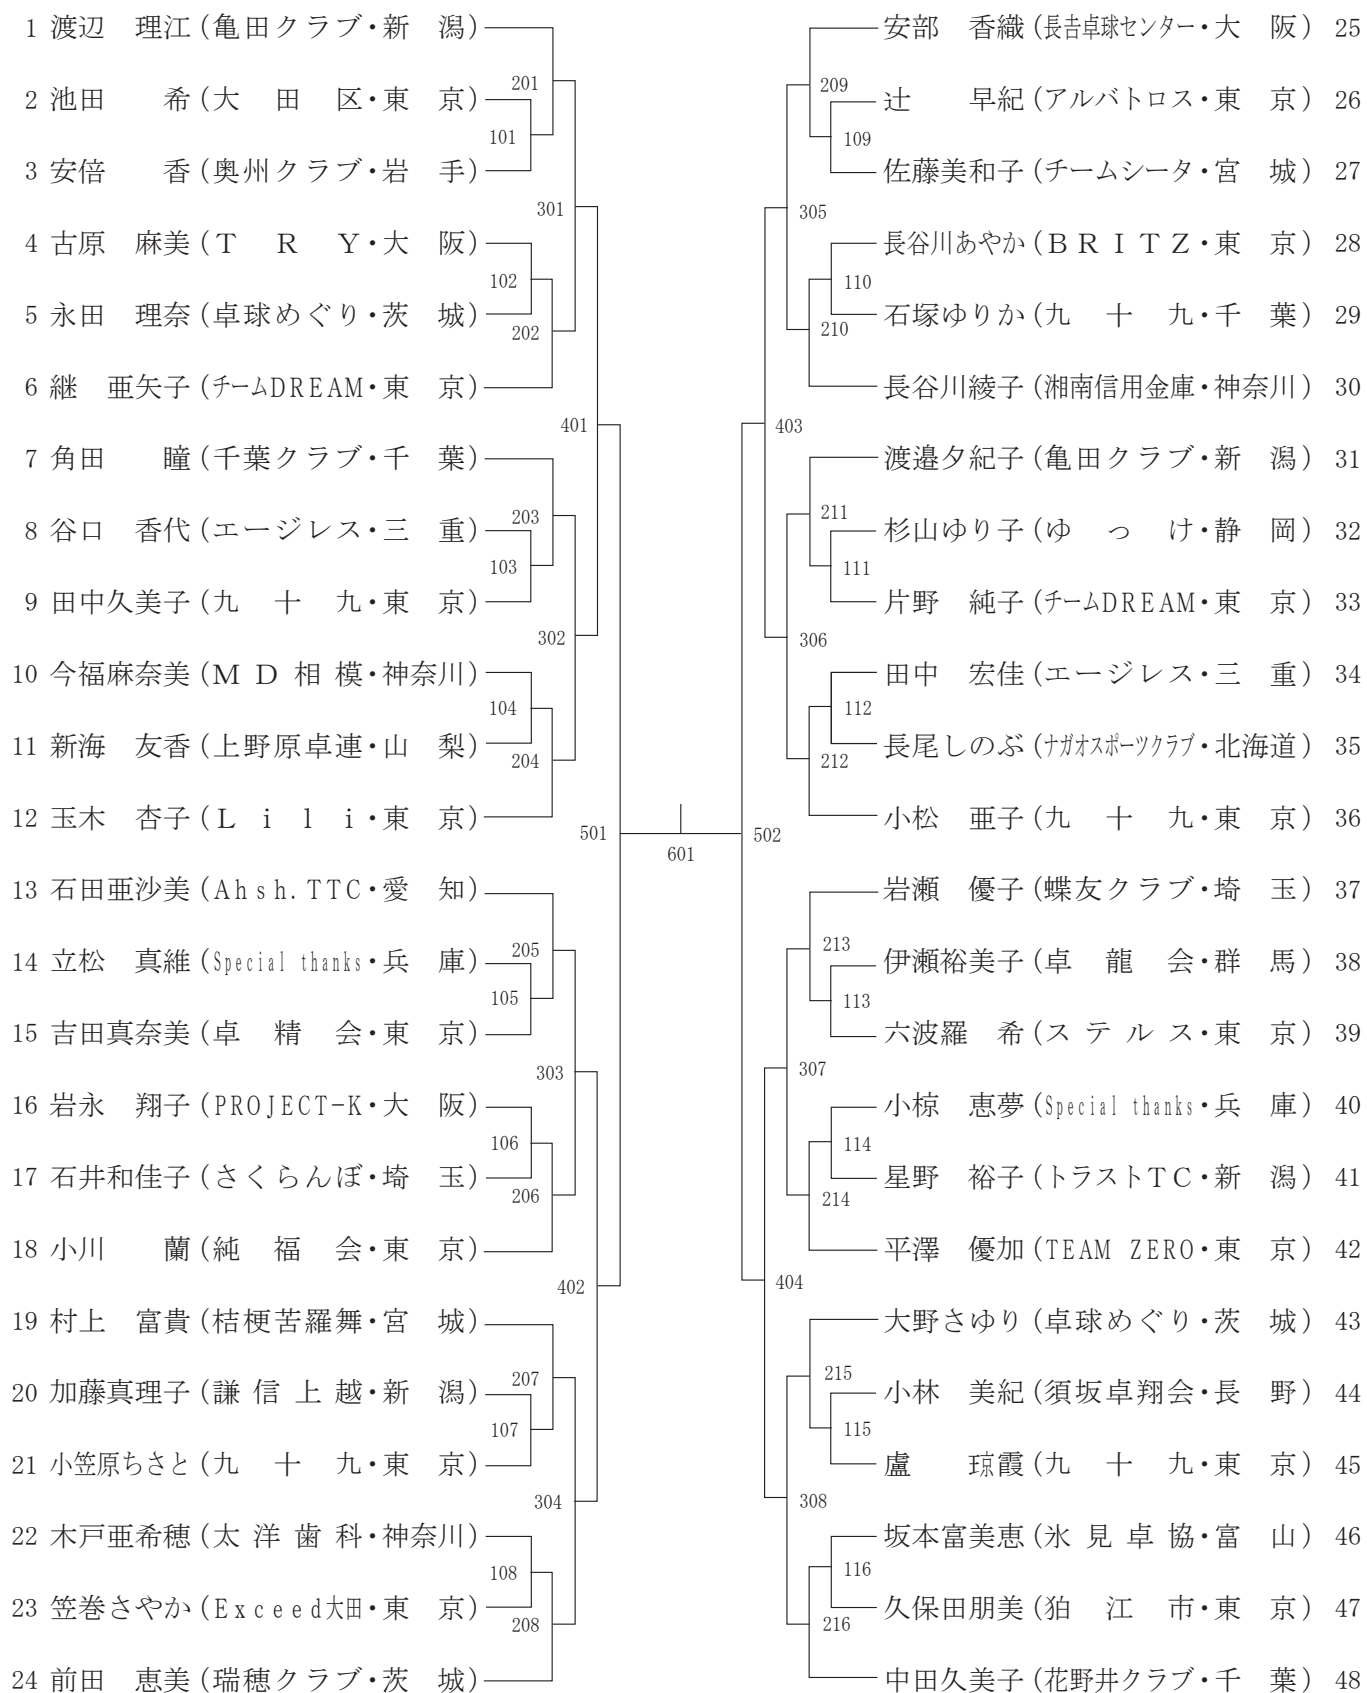 1 渡辺　理江(亀田クラブ・新　潟)
2 池田　　希(大　田　区・東　京)
3 安倍　　香(奥州クラブ・岩　手)
4 古原　麻美(Ｔ　Ｒ　Ｙ・大　阪)
5 永田　理奈(卓球めぐり・茨　城)
6 継　亜矢子(チームDREAM・東　京)
7 角田　　瞳(千葉クラブ・千　葉)
8 谷口　香代(エージレス・三　重)
9 田中久美子(九　十　九・東　京)
10 今福麻奈美(ＭＤ相模・神奈川)
11 新海　友香(上野原卓連・山　梨)
12 玉木　杏子(Ｌｉｌｉ・東　京)
13 石田亜沙美(Ahsh.TTC・愛　知)
14 立松　真維(Special thanks・兵　庫)
15 吉田真奈美(卓　精　会・東　京)
16 岩永　翔子(PROJECT-K・大　阪)
17 石井和佳子(さくらんぼ・埼　玉)
18 小川　　蘭(純　福　会・東　京)
19 村上　富貴(桔梗苦羅舞・宮　城)
20 加藤真理子(謙信上越・新　潟)
21 小笠原ちさと(九　十　九・東　京)
22 木戸亜希穂(太洋歯科・神奈川)
23 笠巻さやか(Exceed大田・東　京)
24 前田　恵美(瑞穂クラブ・茨　城)
201
101
301
102
202
401
203
103
302
104
204
501
205
105
303
106
206
402
207
107
304
108
208
601
209
109
305
110
210
403
211
111
306
112
212
502
213
113
307
114
214
404
215
115
308
116
216
安部　香織(長吉卓球センター・大　阪) 25
辻　　早紀(アルバトロス・東　京) 26
佐藤美和子(チームシータ・宮　城) 27
長谷川あやか(ＢＲＩＴＺ・東　京) 28
石塚ゆりか(九　十　九・千　葉) 29
長谷川綾子(湘南信用金庫・神奈川) 30
渡邉夕紀子(亀田クラブ・新　潟) 31
杉山ゆり子(ゆ　っ　け・静　岡) 32
片野　純子(チームDREAM・東　京) 33
田中　宏佳(エージレス・三　重) 34
長尾しのぶ(ナガオスポーツクラブ・北海道) 35
小松　亜子(九　十　九・東　京) 36
岩瀬　優子(蝶友クラブ・埼　玉) 37
伊瀬裕美子(卓　龍　会・群　馬) 38
六波羅　希(ステルス・東　京) 39
小椋　恵夢(Special thanks・兵　庫) 40
星野　裕子(トラストTC・新　潟) 41
平澤　優加(TEAM ZERO・東　京) 42
大野さゆり(卓球めぐり・茨　城) 43
小林　美紀(須坂卓翔会・長　野) 44
盧　　琼霞(九　十　九・東　京) 45
坂本富美恵(氷見卓協・富　山) 46
久保田朋美(狛　江　市・東　京) 47
中田久美子(花野井クラブ・千　葉) 48